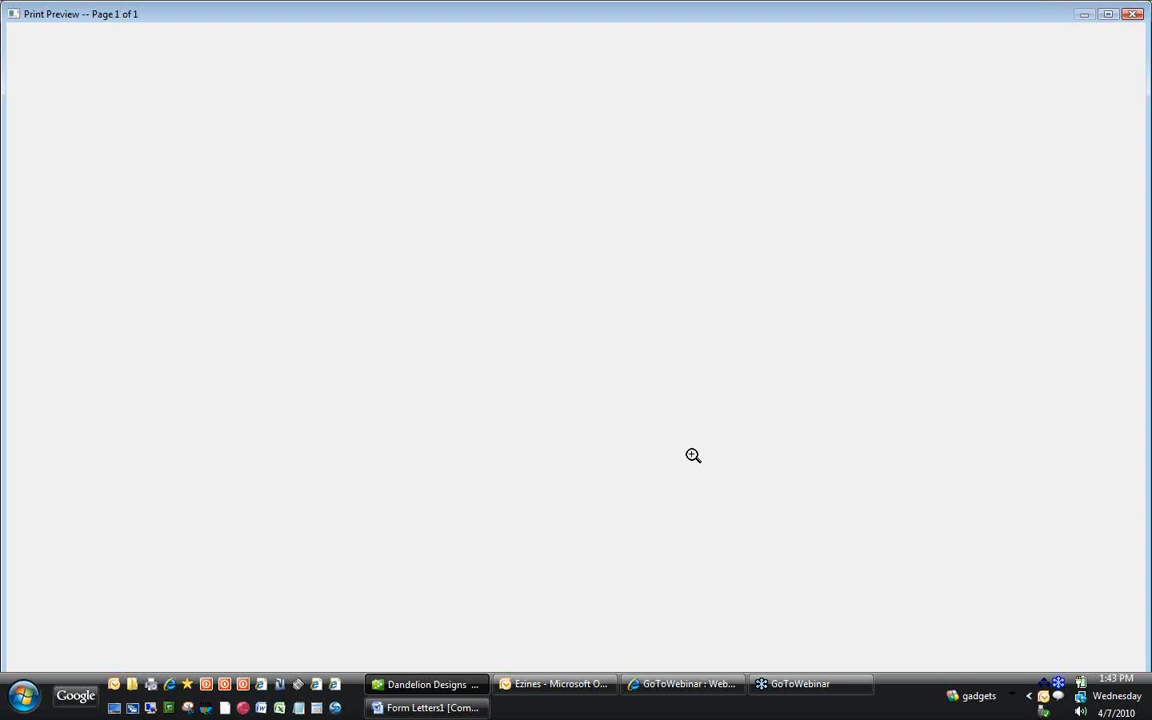 Print Preview -- Page 1 of 1
Google
Dandelion Designs ...
Ezines - Microsoft O...
GoToWebinar : Web...
GoToWebinar
Form Letters1 [Com...
gadgets
<
1:43 PM
Wednesday
4/7/2010